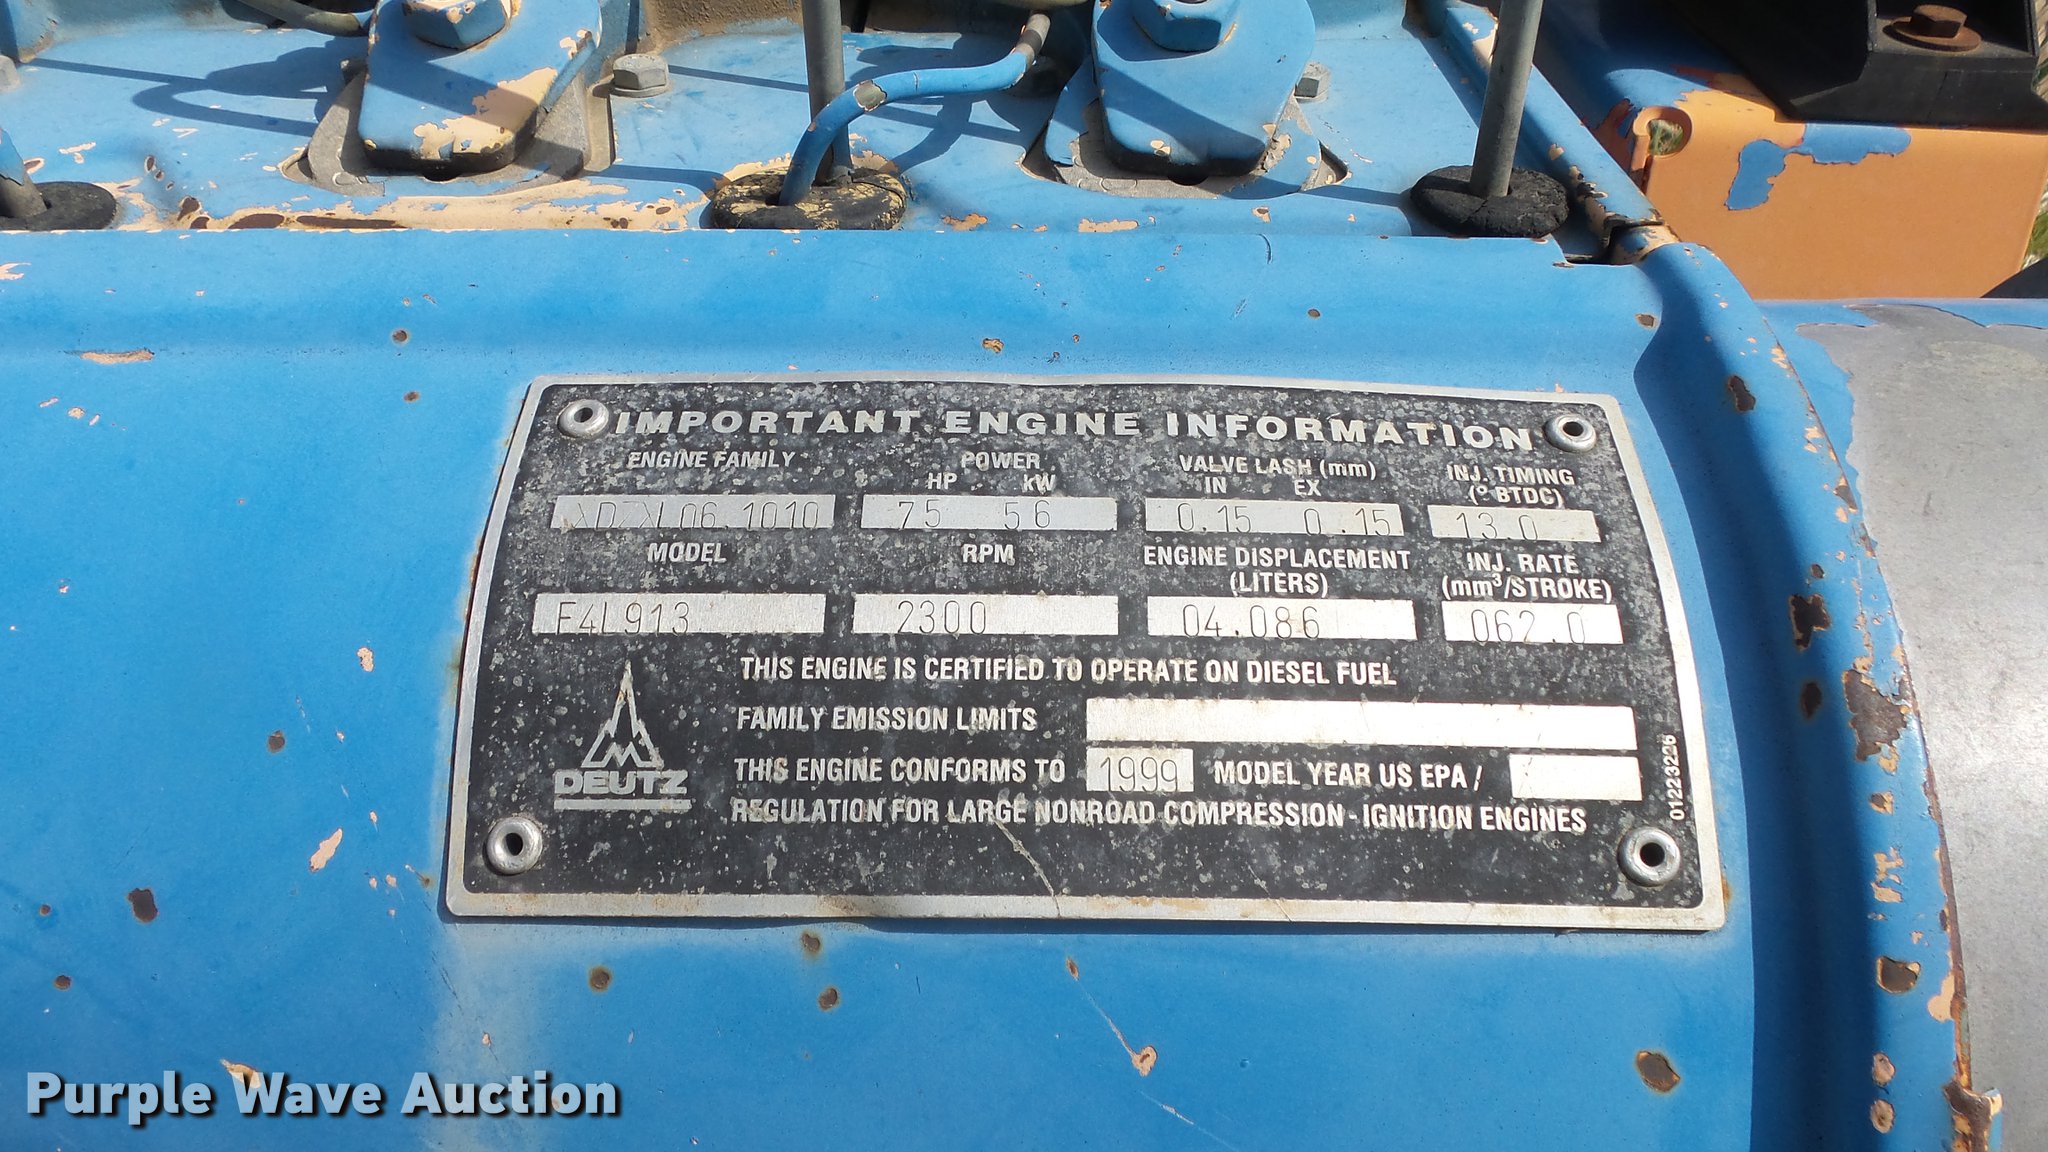 IMPORTANT ENGINE INFORMATION
ENGINE FAMILY POWER VALVE LASH (mm) INJ. TIMING
HP kW IN EX (° BTDC)
XDZXL06.1010 75 56 0.15 0.15 13.0
MODEL RPM ENGINE DISPLACEMENT INJ. RATE
(LITERS) (mm³/STROKE)
F4L913 2300 04.086 062.0
THIS ENGINE IS CERTIFIED TO OPERATE ON DIESEL FUEL
FAMILY EMISSION LIMITS
THIS ENGINE CONFORMS TO 1999 MODEL YEAR US EPA /
REGULATION FOR LARGE NONROAD COMPRESSION - IGNITION ENGINES
DEUTZ
01223226
Purple Wave Auction